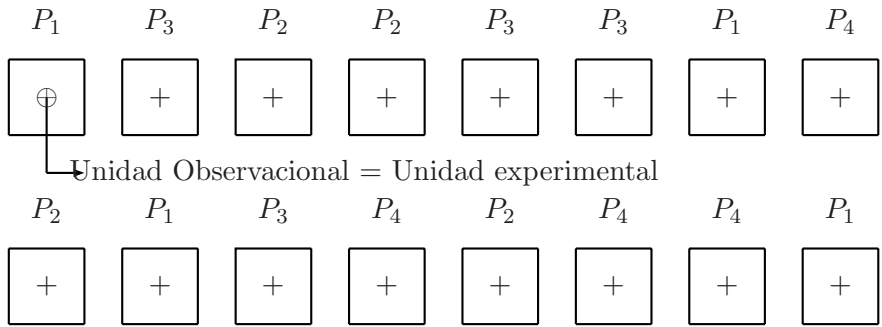 P₁ P₃ P₂ P₂ P₃ P₃ P₁ P₄
Unidad Observacional = Unidad experimental
P₂ P₁ P₃ P₄ P₂ P₄ P₄ P₁